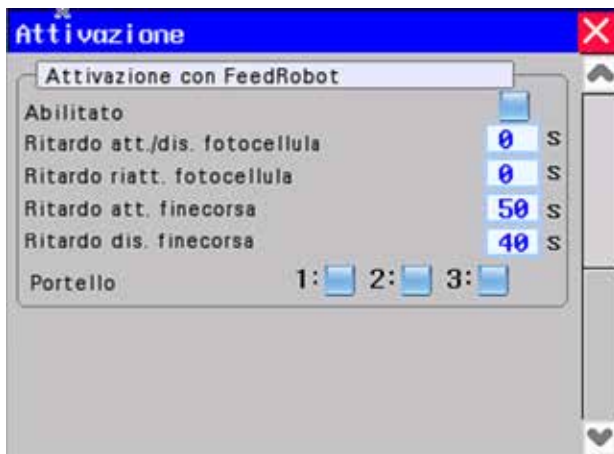 Attivazione
Attivazione con FeedRobot
Abilitato
Ritardo att./dis. fotocellula 0 s
Ritardo riatt. fotocellula 0 s
Ritardo att. finecorsa 50 s
Ritardo dis. finecorsa 40 s
Portello 1: 2: 3: